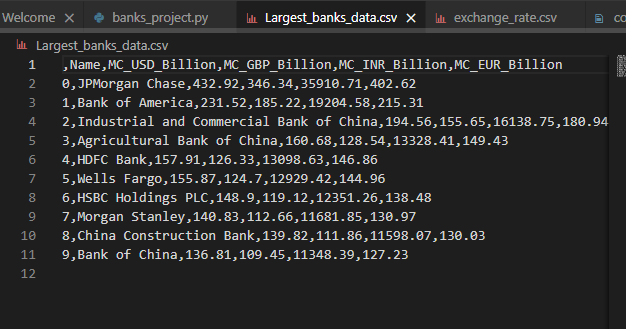 Welcome banks_project.py Largest_banks_data.csv exchange_rate.csv co
Largest_banks_data.csv
1 ,Name,MC_USD_Billion,MC_GBP_Billion,MC_INR_Billion,MC_EUR_Billion
2 0,JPMorgan Chase,432.92,346.34,35910.71,402.62
3 1,Bank of America,231.52,185.22,19204.58,215.31
4 2,Industrial and Commercial Bank of China,194.56,155.65,16138.75,180.94
5 3,Agricultural Bank of China,160.68,128.54,13328.41,149.43
6 4,HDFC Bank,157.91,126.33,13098.63,146.86
7 5,Wells Fargo,155.87,124.7,12929.42,144.96
8 6,HSBC Holdings PLC,148.9,119.12,12351.26,138.48
9 7,Morgan Stanley,140.83,112.66,11681.85,130.97
10 8,China Construction Bank,139.82,111.86,11598.07,130.03
11 9,Bank of China,136.81,109.45,11348.39,127.23
12